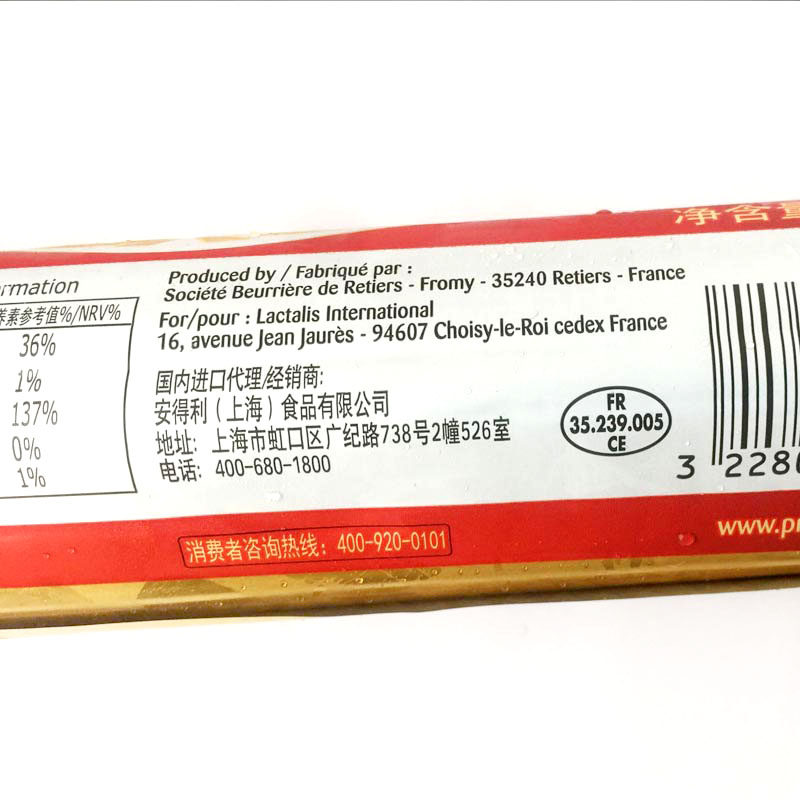 净含量
养素参考值%/NRV%
36%
1%
137%
0%
1%
Produced by / Fabriqué par :
Société Beurrière de Retiers - Fromy - 35240 Retiers - France
For/pour : Lactalis International
16, avenue Jean Jaurès - 94607 Choisy-le-Roi cedex France
国内进口代理/经销商:
安得利（上海）食品有限公司
地址: 上海市虹口区广纪路738号2幢526室
电话: 400-680-1800
FR
35.239.005
CE
3 228
消费者咨询热线: 400-920-0101